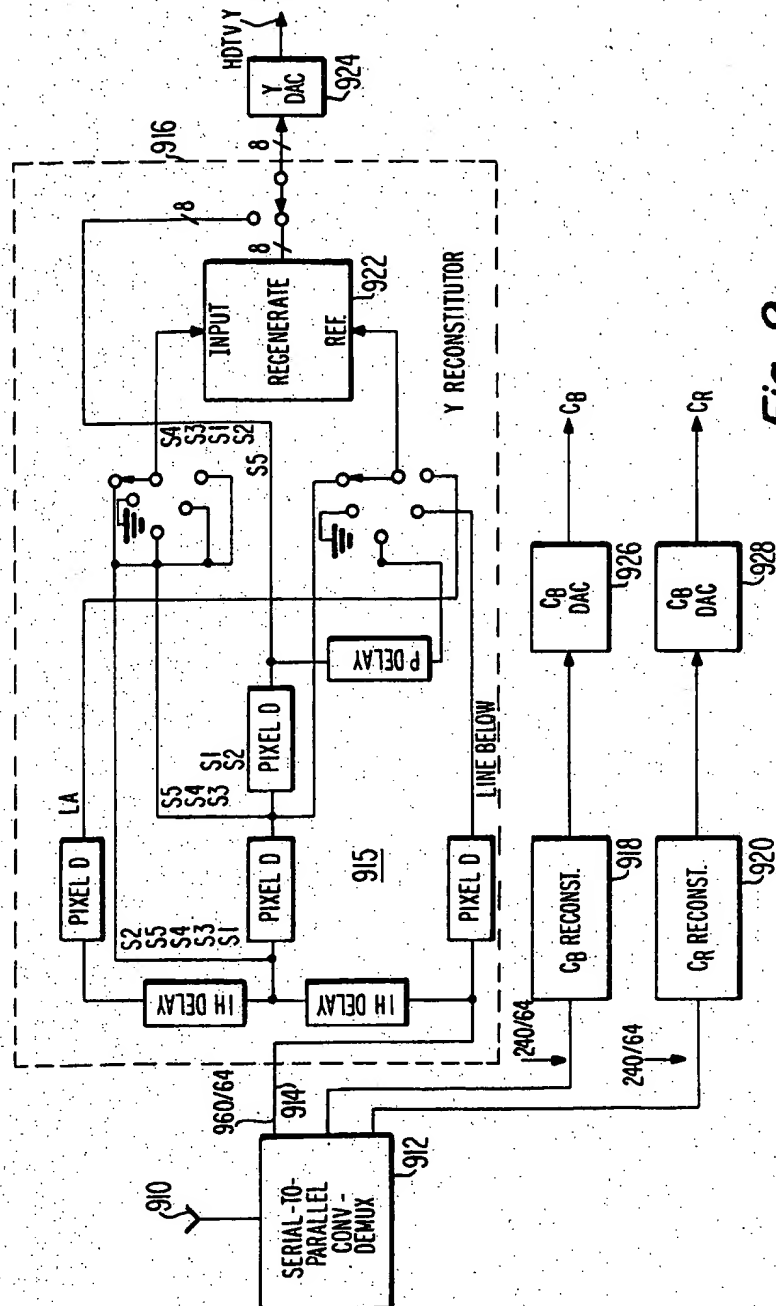 HDTV Y
Y
DAC
924
916
8
8
8
INPUT
REGENERATE
REF.
922
Y RECONSTITUTOR
S4
S3
S1
S2
S5
LA
PIXEL D
S2
S5
S4
S3
S1
PIXEL D
S5
S4
S3
S1
S2
PIXEL D
P DELAY
1H DELAY
1H DELAY
915
PIXEL D
LINE BELOW
960/64
914
910
SERIAL-TO-
PARALLEL
CONV-
DEMUX
912
240/64
CB RECONST.
918
CB
DAC
926
CB
240/64
CR RECONST.
920
CB
DAC
928
CR